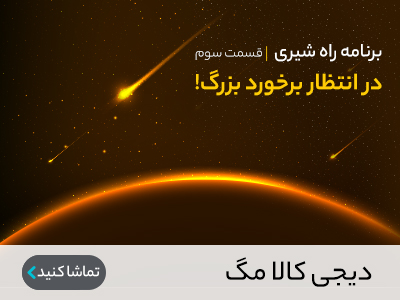 برنامه راه شیری | قسمت سوم
در انتظار برخورد بزرگ!
دیجی کالا مگ
تماشا کنید